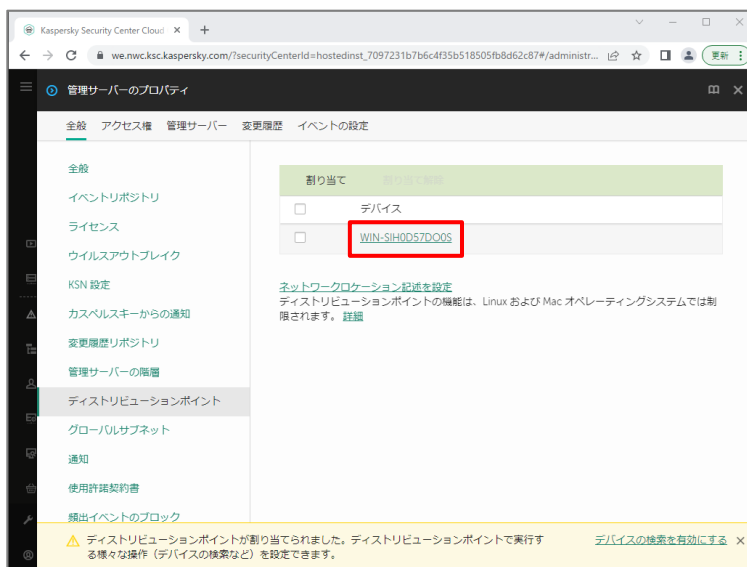 Kaspersky Security Center Cloud
we.nwc.ksc.kaspersky.com/?securityCenterId=hostedinst_7097231b7b6c4f35b518505fb8d62c87#/administr...
更新
管理サーバーのプロパティ
全般 アクセス権 管理サーバー 変更履歴 イベントの設定
全般
イベントリポジトリ
ライセンス
ウイルスアウトブレイク
KSN 設定
カスペルスキーからの通知
変更履歴リポジトリ
管理サーバーの階層
ディストリビューションポイント
グローバルサブネット
通知
使用許諾契約書
頻出イベントのブロック
割り当て 割り当て解除
デバイス
WIN-SIH0D57DO0S
ネットワークロケーション記述を設定
ディストリビューションポイントの機能は、Linux および Mac オペレーティングシステムでは制
限されます。 詳細
ディストリビューションポイントが割り当てられました。ディストリビューションポイントで実行す
る様々な操作（デバイスの検索など）を設定できます。
デバイスの検索を有効にする